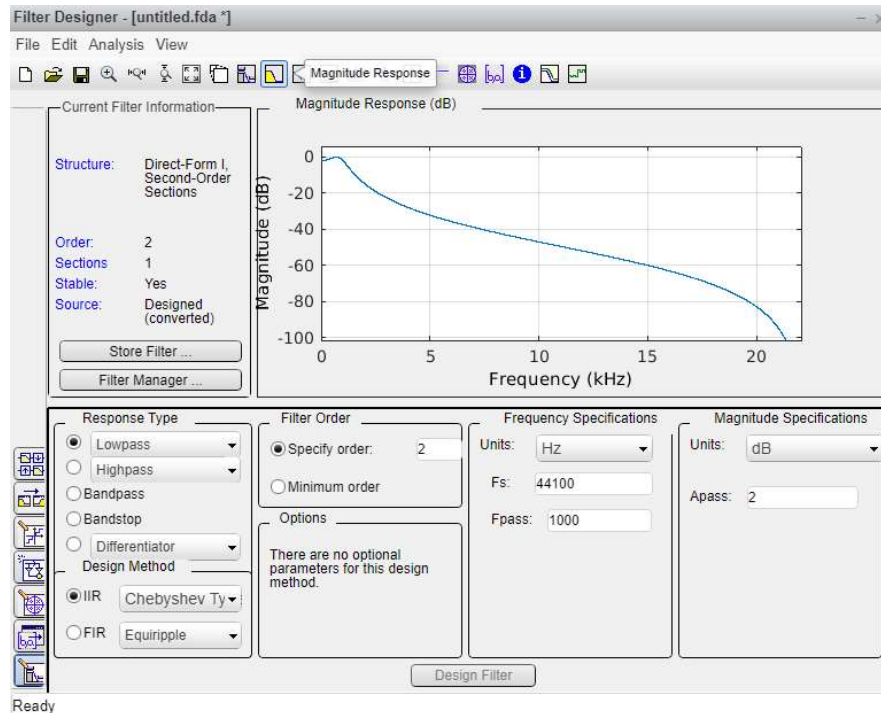 Filter Designer - [untitled.fda *]
File Edit Analysis View
Magnitude Response
Current Filter Information
Structure: Direct-Form I,
Second-Order
Sections
Order: 2
Sections 1
Stable: Yes
Source: Designed
(converted)
Store Filter ...
Filter Manager ...
Magnitude Response (dB)
Magnitude (dB)
0
-20
-40
-60
-80
-100
0 5 10 15 20
Frequency (kHz)
Response Type
Lowpass
Highpass
Bandpass
Bandstop
Differentiator
Design Method
IIR Chebyshev Ty
FIR Equiripple
Filter Order
Specify order: 2
Minimum order
Options
There are no optional
parameters for this design
method.
Frequency Specifications
Units: Hz
Fs: 44100
Fpass: 1000
Magnitude Specifications
Units: dB
Apass: 2
Design Filter
Ready